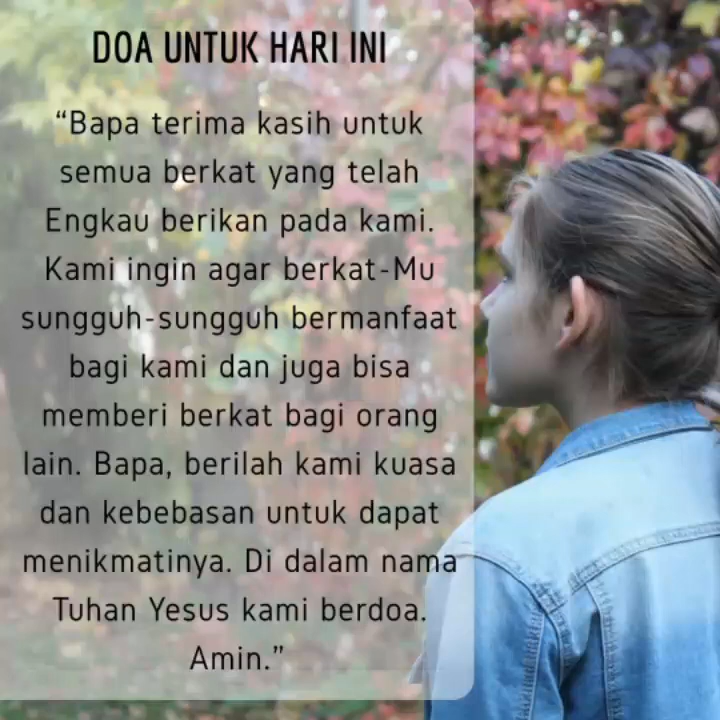 DOA UNTUK HARI INI
“Bapa terima kasih untuk
semua berkat yang telah
Engkau berikan pada kami.
Kami ingin agar berkat-Mu
sungguh-sungguh bermanfaat
bagi kami dan juga bisa
memberi berkat bagi orang
lain. Bapa, berilah kami kuasa
dan kebebasan untuk dapat
menikmatinya. Di dalam nama
Tuhan Yesus kami berdoa.
Amin.”